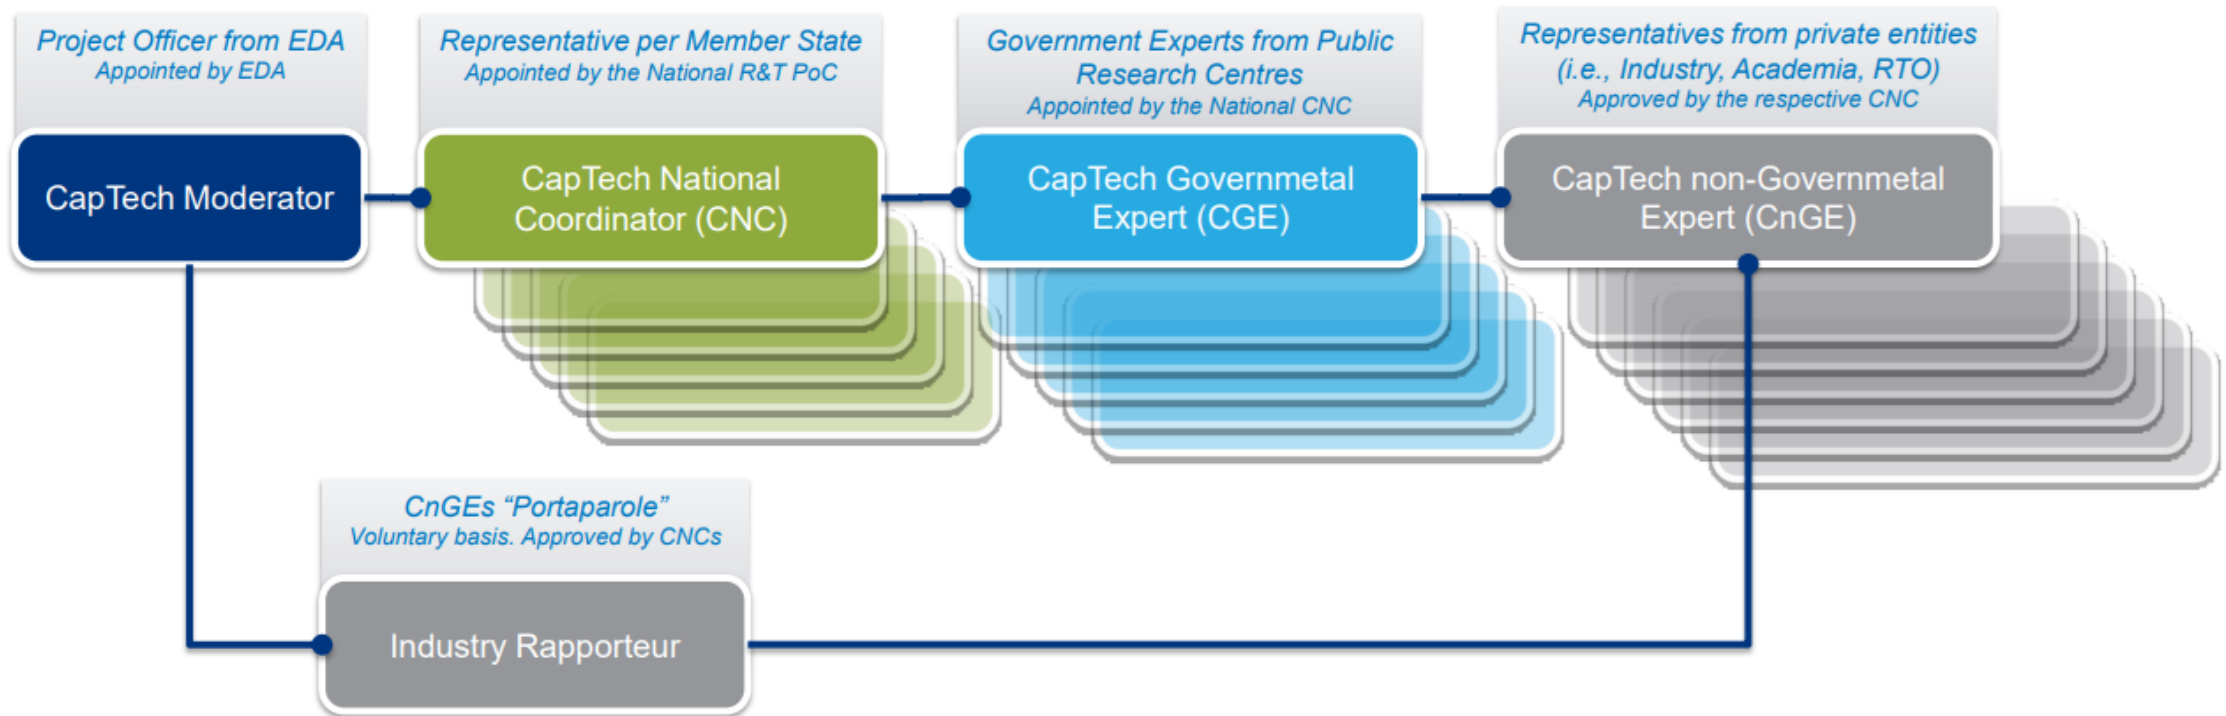 Project Officer from EDA
Appointed by EDA
CapTech Moderator
Representative per Member State
Appointed by the National R&T PoC
CapTech National
Coordinator (CNC)
Government Experts from Public
Research Centres
Appointed by the National CNC
CapTech Governmetal
Expert (CGE)
Representatives from private entities
(i.e., Industry, Academia, RTO)
Approved by the respective CNC
CapTech non-Governmetal
Expert (CnGE)
CnGEs “Portaparole”
Voluntary basis. Approved by CNCs
Industry Rapporteur